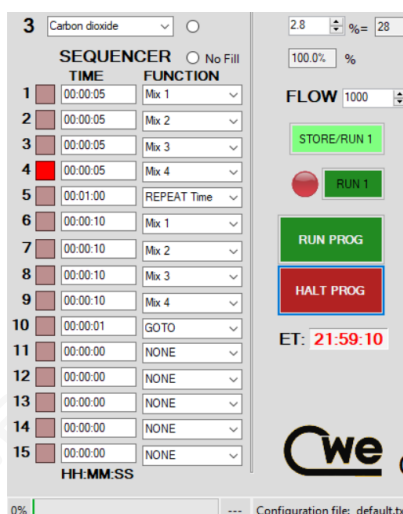 3 Carbon dioxide 2.8 %= 28
SEQUENCER No Fill 100.0% %
TIME FUNCTION
1 00:00:05 Mix 1 FLOW 1000
2 00:00:05 Mix 2
3 00:00:05 Mix 3 STORE/RUN 1
4 00:00:05 Mix 4
5 00:01:00 REPEAT Time RUN 1
6 00:00:10 Mix 1
7 00:00:10 Mix 2 RUN PROG
8 00:00:10 Mix 3
9 00:00:10 Mix 4 HALT PROG
10 00:00:01 GOTO
11 00:00:00 NONE ET: 21:59:10
12 00:00:00 NONE
13 00:00:00 NONE
14 00:00:00 NONE
15 00:00:00 NONE Cwe
HH:MM:SS
0% --- Configuration file: default.tx